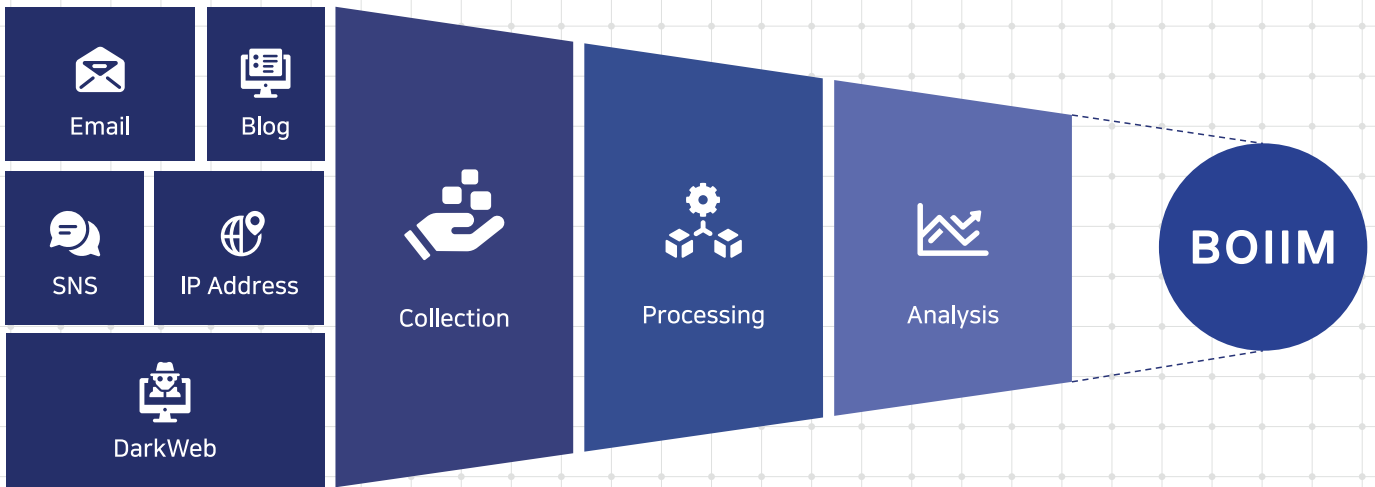 Email
Blog
SNS
IP Address
DarkWeb
Collection
Processing
Analysis
BOIIM